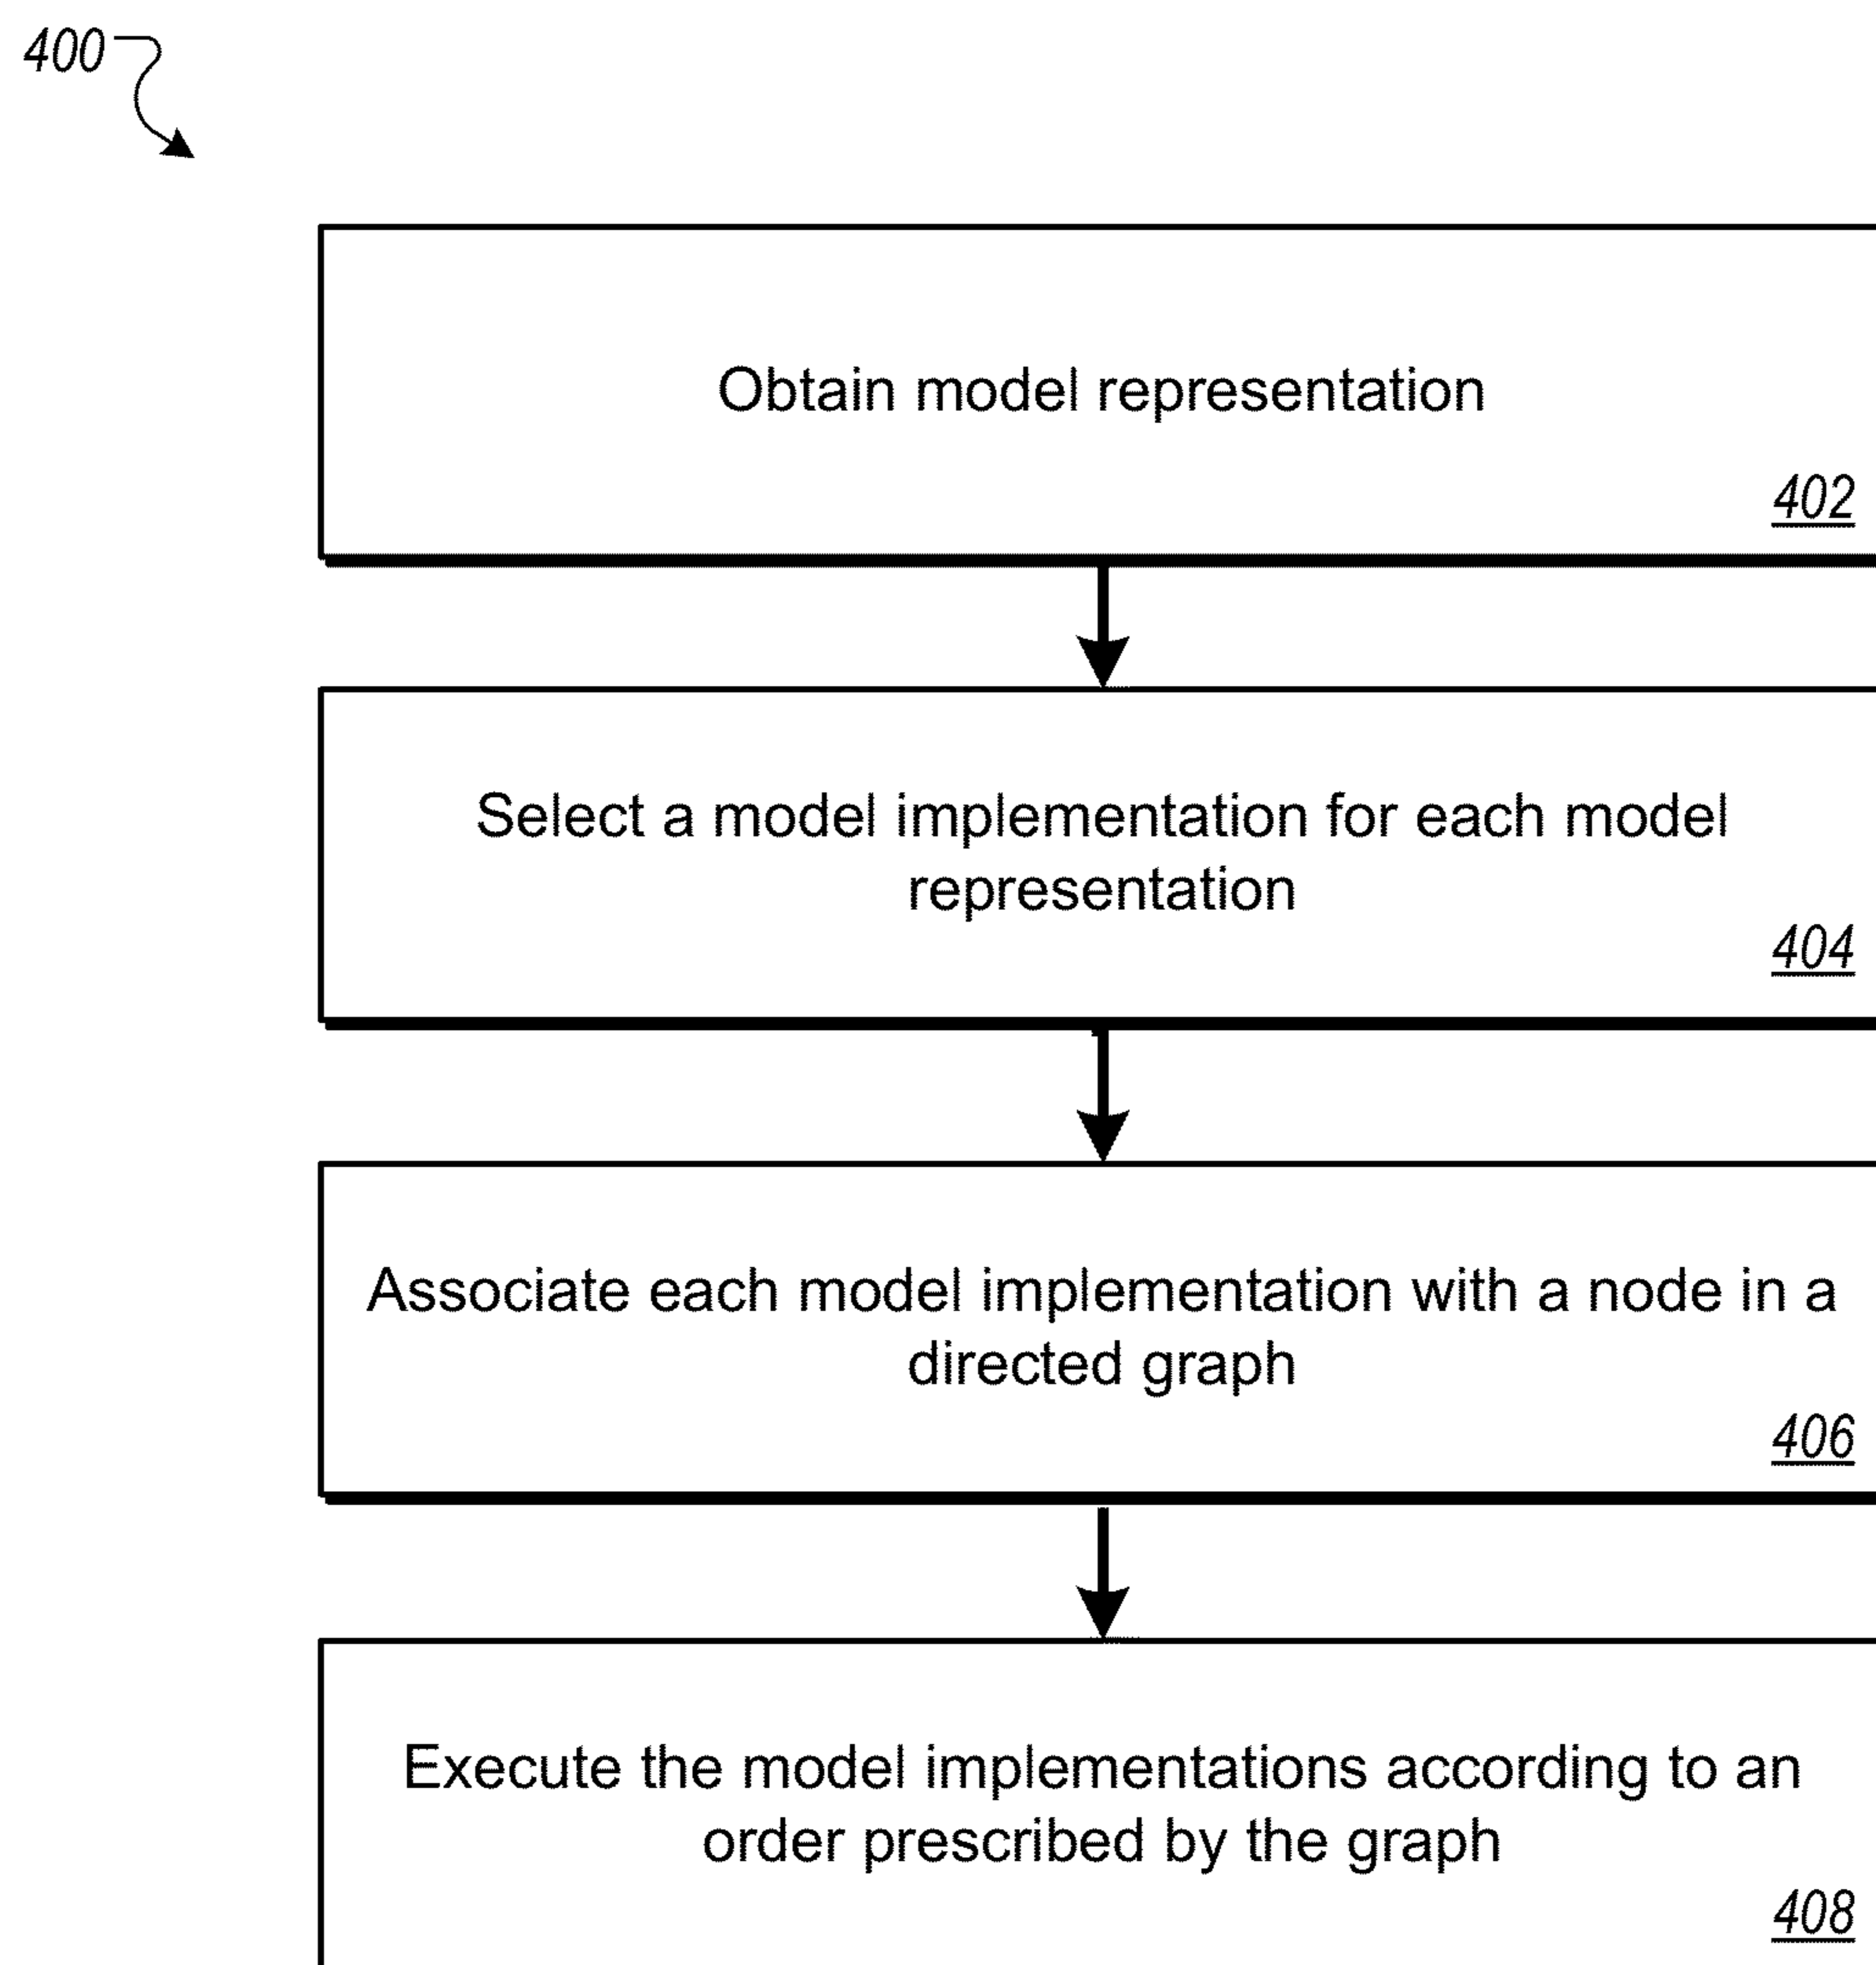 400
Obtain model representation
402
Select a model implementation for each model
representation
404
Associate each model implementation with a node in a
directed graph
406
Execute the model implementations according to an
order prescribed by the graph
408